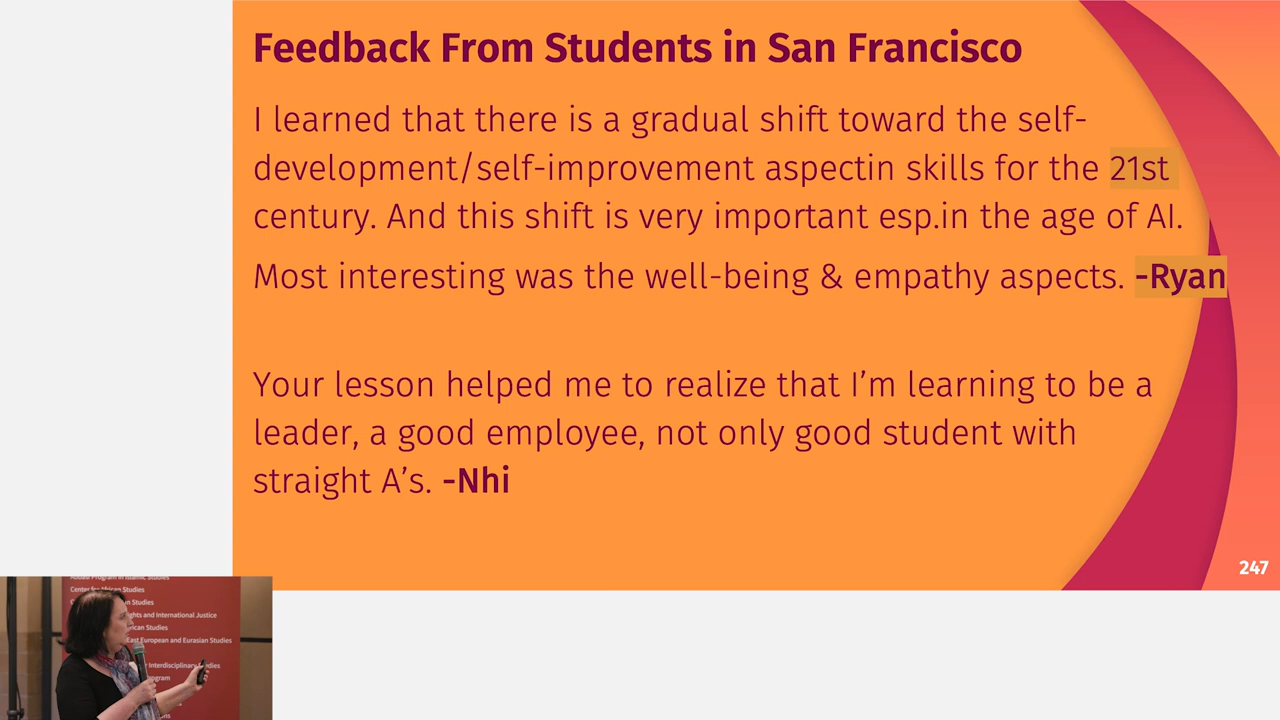 Feedback From Students in San Francisco
I learned that there is a gradual shift toward the self-
development/self-improvement aspectin skills for the 21st
century. And this shift is very important esp.in the age of AI.
Most interesting was the well-being & empathy aspects. -Ryan
Your lesson helped me to realize that I’m learning to be a
leader, a good employee, not only good student with
straight A’s. -Nhi
247
Program in Islamic Studies
Center for African Studies
Studies
and International Justice
Studies
East European and Eurasian Studies
Interdisciplinary Studies